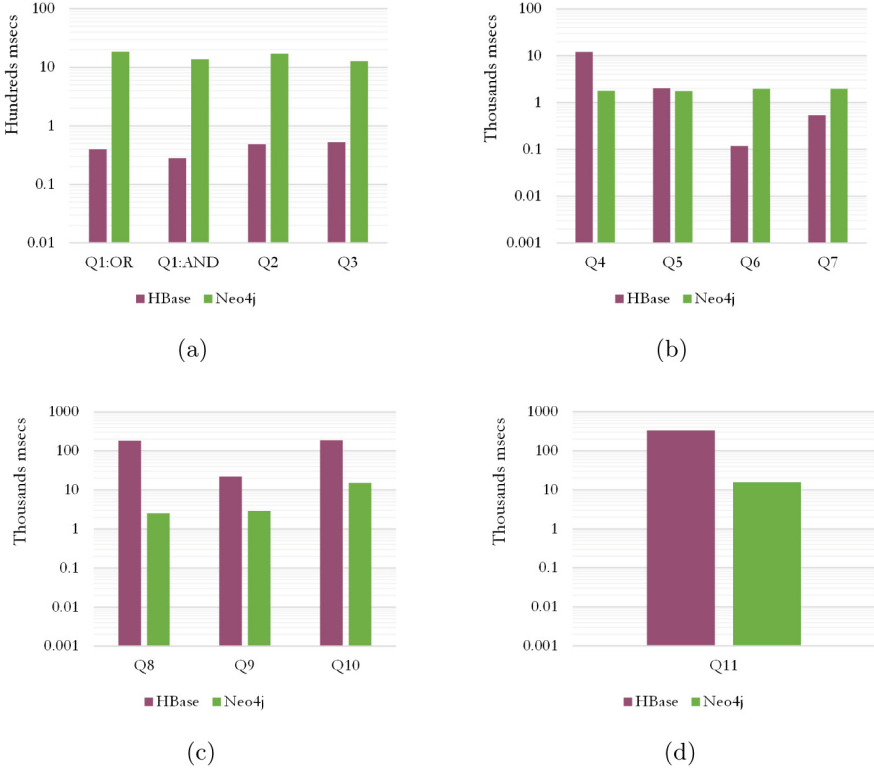 Hundreds msecs
100
10
1
0.1
0.01
Q1:OR Q1:AND Q2 Q3
HBase Neo4j
(a)
Thousands msecs
100
10
1
0.1
0.01
0.001
Q4 Q5 Q6 Q7
HBase Neo4j
(b)
Thousands msecs
1000
100
10
1
0.1
0.01
0.001
Q8 Q9 Q10
HBase Neo4j
(c)
Thousands msecs
1000
100
10
1
0.1
0.01
0.001
Q11
HBase Neo4j
(d)